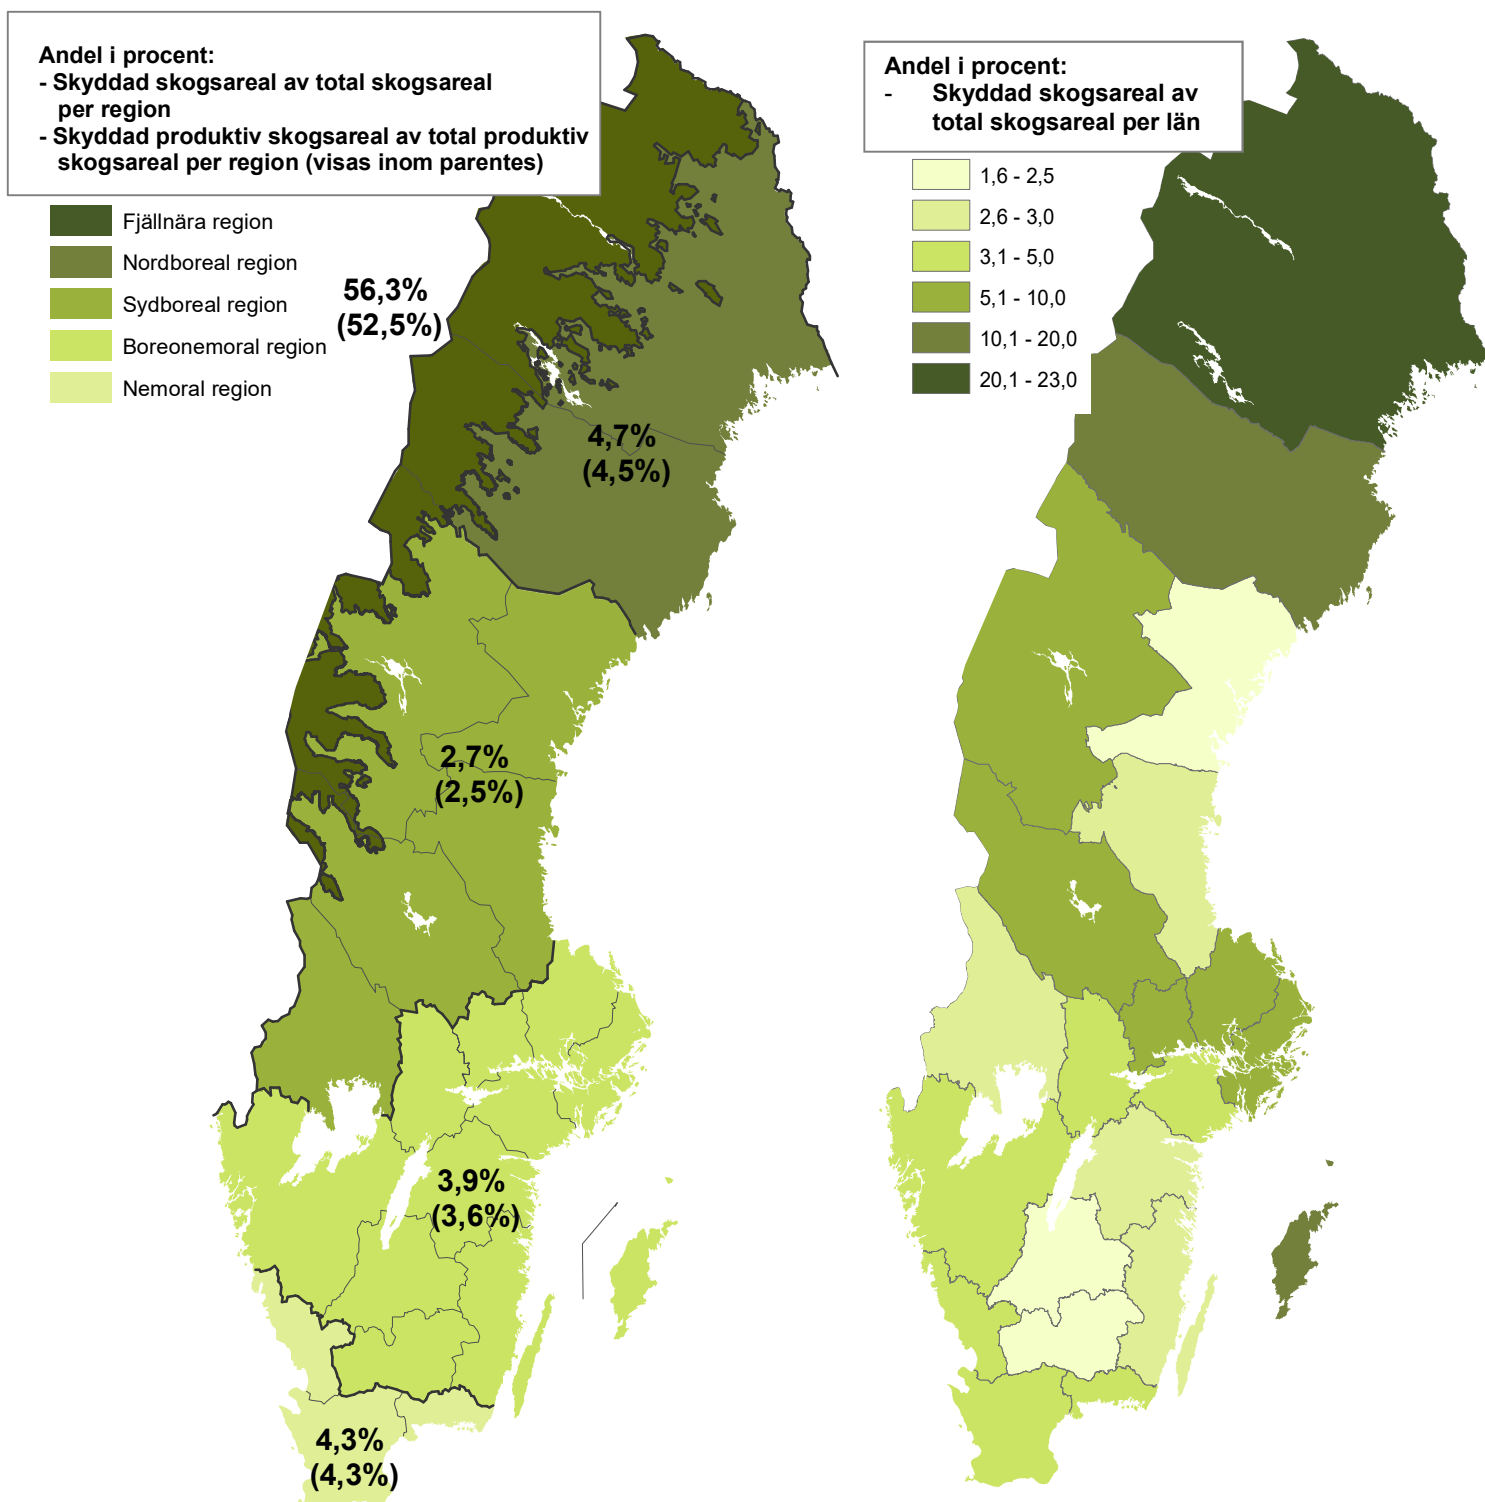 Andel i procent:
- Skyddad skogsareal av total skogsareal
per region
- Skyddad produktiv skogsareal av total produktiv
skogsareal per region (visas inom parentes)
Fjällnära region
Nordboreal region
Sydboreal region
Boreonemoral region
Nemoral region
56,3%
(52,5%)
4,7%
(4,5%)
2,7%
(2,5%)
3,9%
(3,6%)
4,3%
(4,3%)
Andel i procent:
- Skyddad skogsareal av
total skogsareal per län
1,6 - 2,5
2,6 - 3,0
3,1 - 5,0
5,1 - 10,0
10,1 - 20,0
20,1 - 23,0